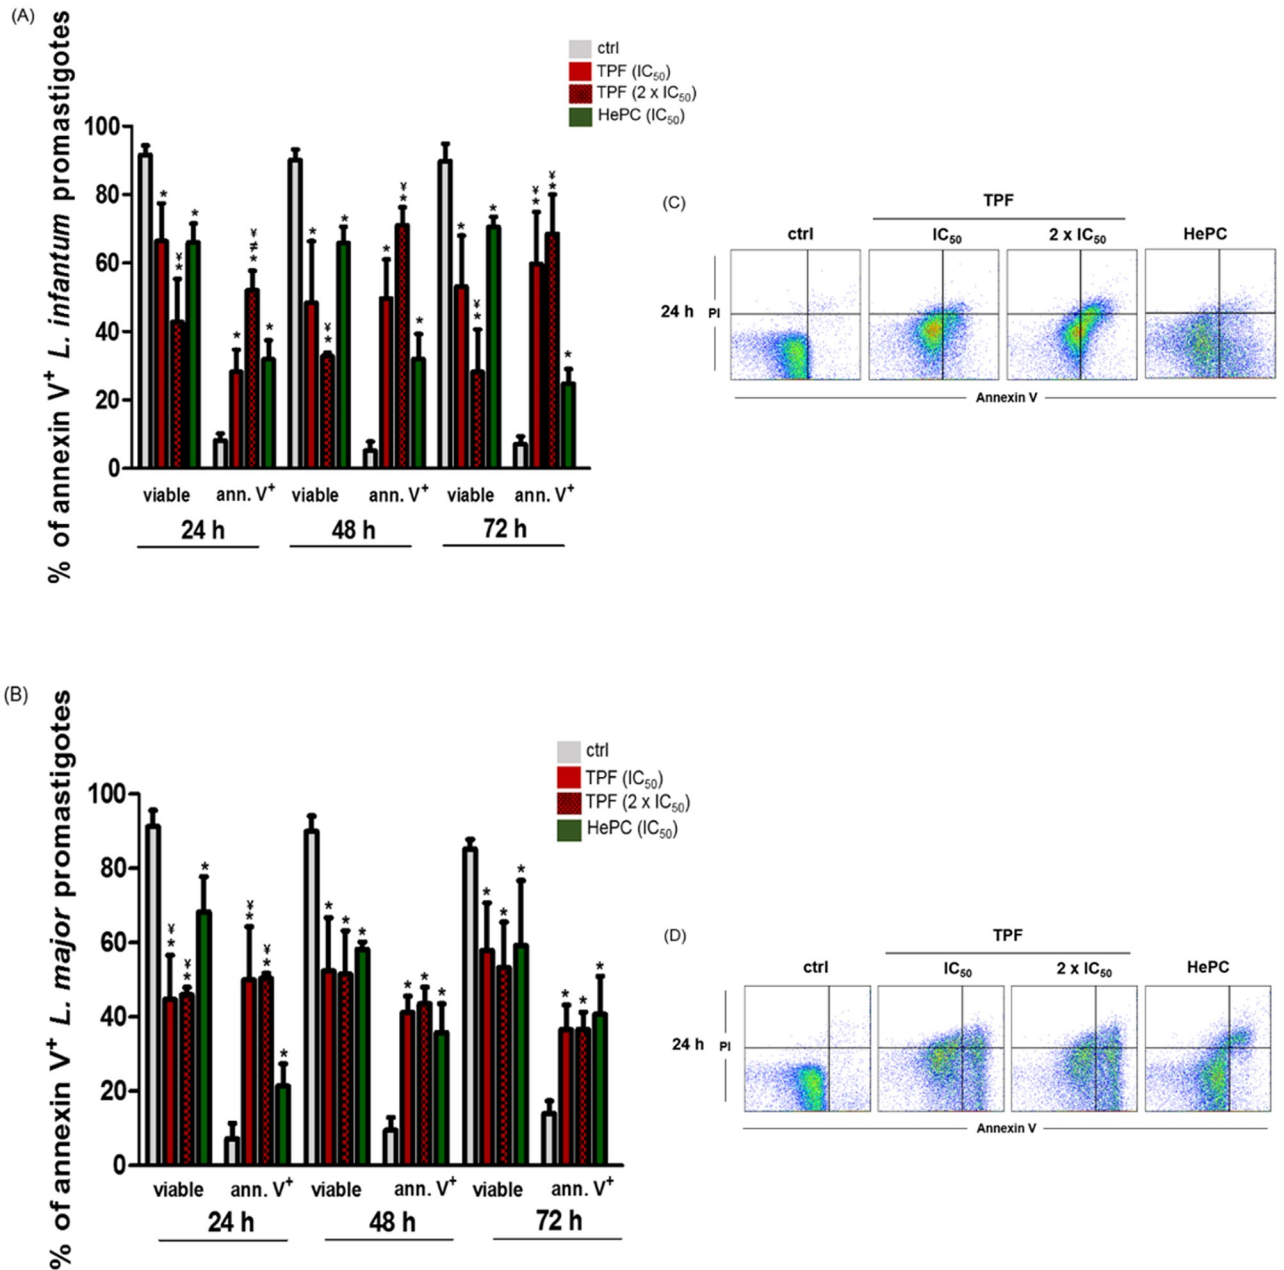 (A)
% of annexin V⁺ L. infantum promastigotes
ctrl
TPF (IC₅₀)
TPF (2 x IC₅₀)
HePC (IC₅₀)
100
80
60
40
20
0
* ¥ * * * ¥ ≠ * * * ¥ * * * ¥ * * * ¥ * * ¥ * ¥ * *
viable ann. V⁺ viable ann. V⁺ viable ann. V⁺
24 h 48 h 72 h
(C)
TPF
ctrl IC₅₀ 2 x IC₅₀ HePC
24 h PI
Annexin V
(B)
% of annexin V⁺ L. major promastigotes
ctrl
TPF (IC₅₀)
TPF (2 x IC₅₀)
HePC (IC₅₀)
100
80
60
40
20
0
¥ * ¥ * * ¥ * ¥ * * * * * * * * * * * * * *
viable ann. V⁺ viable ann. V⁺ viable ann. V⁺
24 h 48 h 72 h
(D)
TPF
ctrl IC₅₀ 2 x IC₅₀ HePC
24 h PI
Annexin V